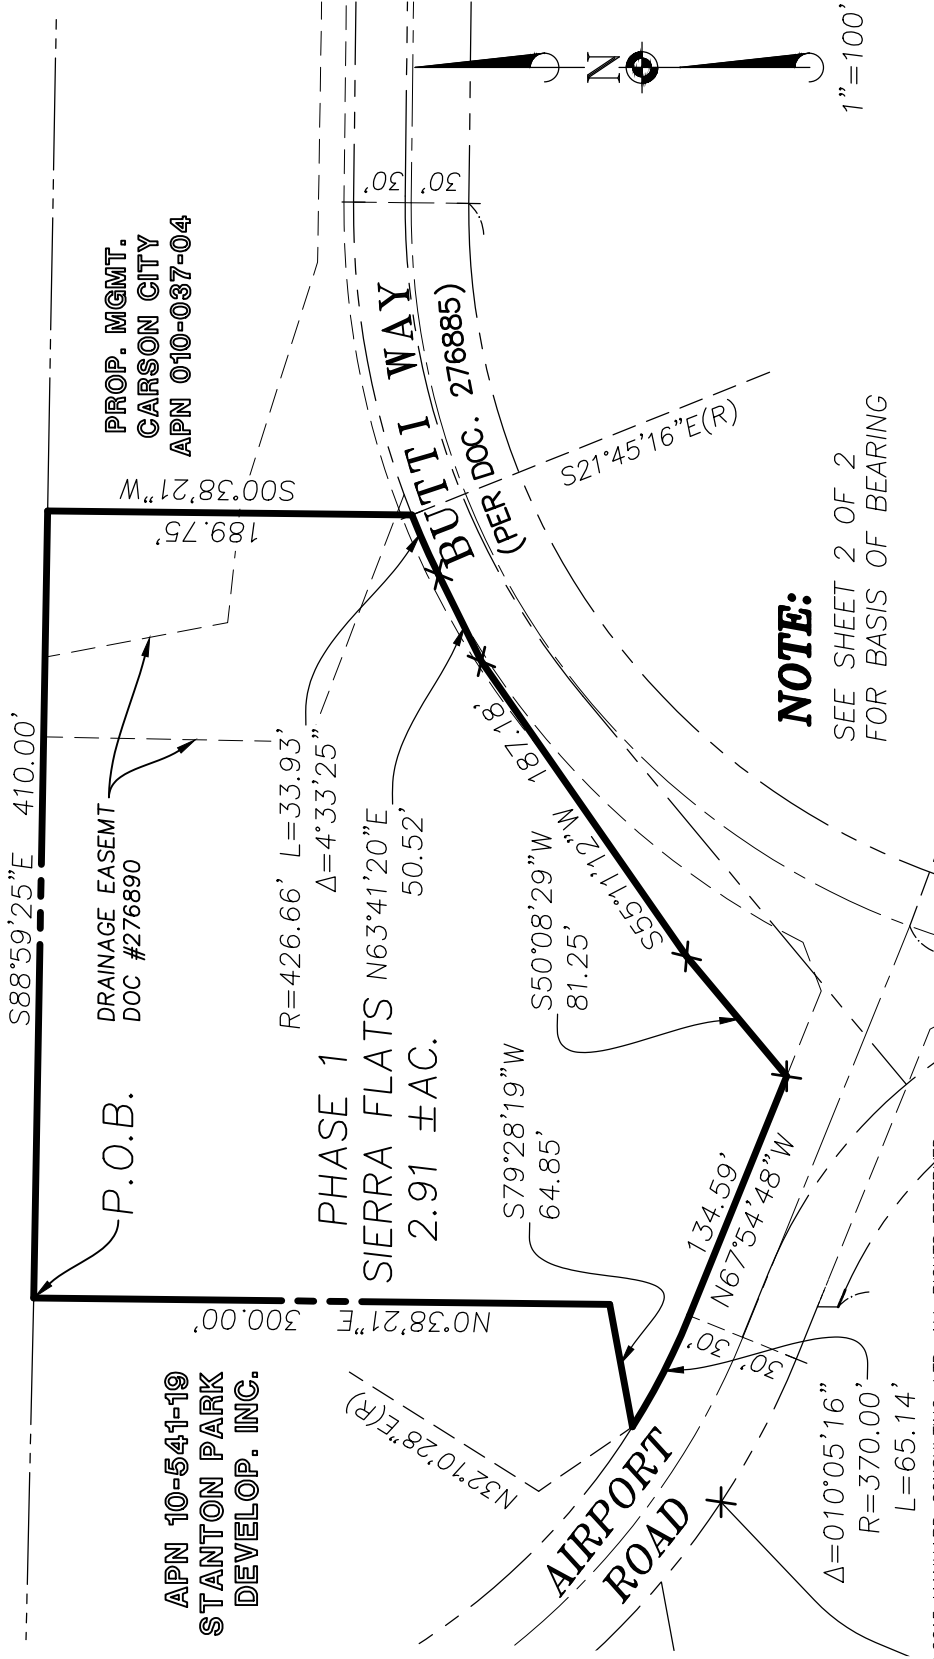 S88°59'25"E 410.00'
P.O.B.
DRAINAGE EASEMT
DOC #276890
PROP. MGMT.
CARSON CITY
APN 010-037-04
S00°38'21"W
189.75'
APN 10-541-19
STANTON PARK
DEVELOP. INC.
N0°38'21"E 300.00'
PHASE 1
SIERRA FLATS
2.91 ±AC.
R=426.66' L=33.93'
Δ=4°33'25"
N63°41'20"E
50.52'
S79°28'19"W
64.85'
S50°08'29"W
81.25'
S55°11'12"W 187.18'
134.59'
N67°54'48"W
N32°10'28"E(R)
AIRPORT
ROAD
30'
30'
Δ=010°05'16"
R=370.00'
L=65.14'
BUTTI WAY
(PER DOC. 276885)
S21°45'16"E(R)
30'
30'
N
1"=100'
NOTE:
SEE SHEET 2 OF 2
FOR BASIS OF BEARING